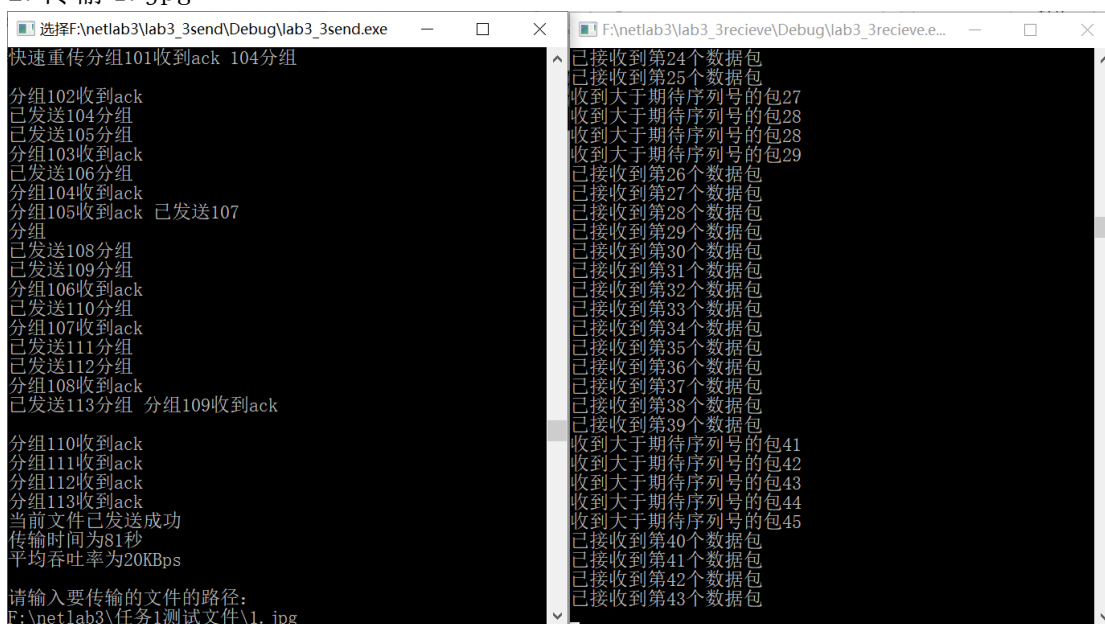 选择F:\netlab3\lab3_3send\Debug\lab3_3send.exe
快速重传分组101收到ack 104分组
分组102收到ack
已发送104分组
已发送105分组
分组103收到ack
已发送106分组
分组104收到ack
分组105收到ack 已发送107
分组
已发送108分组
已发送109分组
分组106收到ack
已发送110分组
分组107收到ack
已发送111分组
已发送112分组
分组108收到ack
已发送113分组 分组109收到ack
分组110收到ack
分组111收到ack
分组112收到ack
分组113收到ack
当前文件已发送成功
传输时间为81秒
平均吞吐率为20KBps
请输入要传输的文件的路径：
F:\netlab3\任务1测试文件\1.jpg
F:\netlab3\lab3_3recieve\Debug\lab3_3recieve.e...
已接收到第24个数据包
已接收到第25个数据包
收到大于期待序列号的包27
收到大于期待序列号的包28
收到大于期待序列号的包28
收到大于期待序列号的包29
已接收到第26个数据包
已接收到第27个数据包
已接收到第28个数据包
已接收到第29个数据包
已接收到第30个数据包
已接收到第31个数据包
已接收到第32个数据包
已接收到第33个数据包
已接收到第34个数据包
已接收到第35个数据包
已接收到第36个数据包
已接收到第37个数据包
已接收到第38个数据包
已接收到第39个数据包
收到大于期待序列号的包41
收到大于期待序列号的包42
收到大于期待序列号的包43
收到大于期待序列号的包44
收到大于期待序列号的包45
已接收到第40个数据包
已接收到第41个数据包
已接收到第42个数据包
已接收到第43个数据包